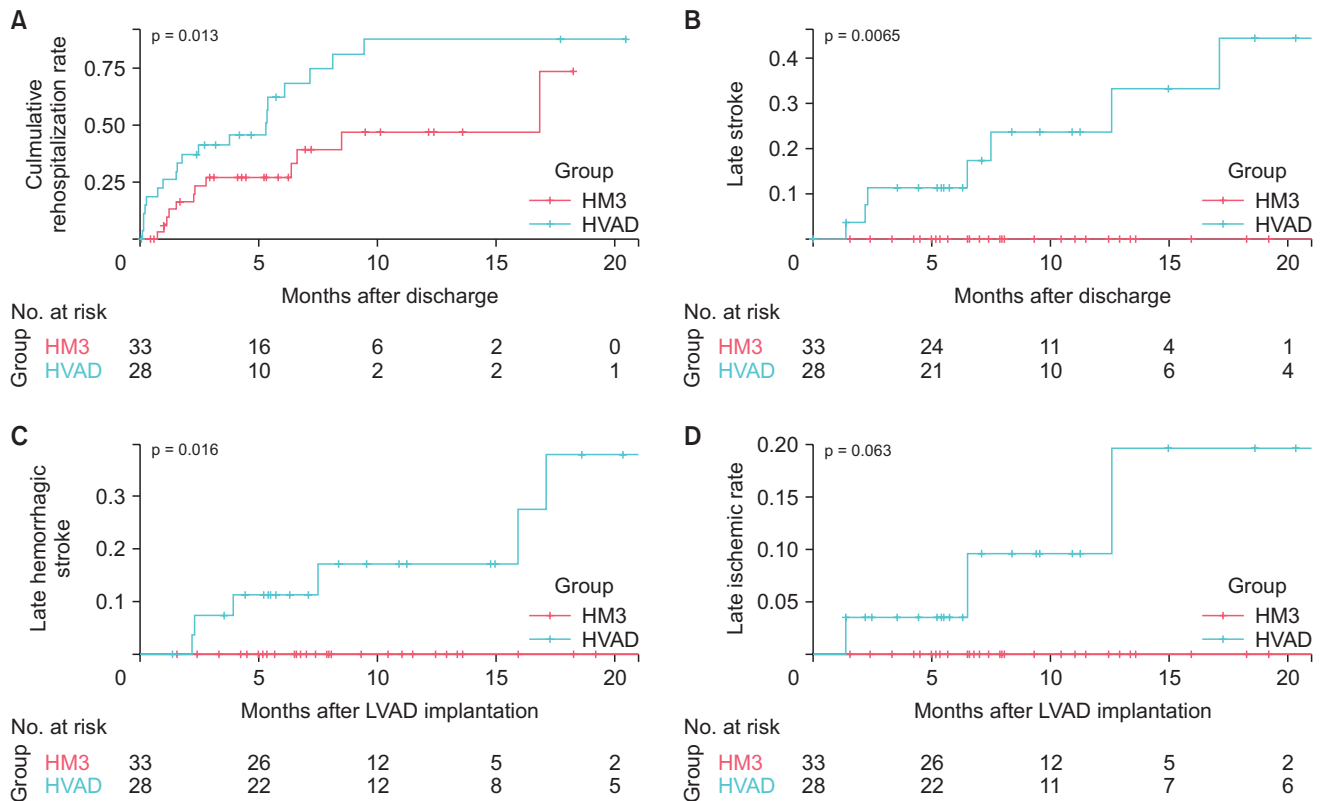 A
p = 0.013
Culmulative
rehospitalization rate
0.75
0.50
0.25
Group
HM3
HVAD
0 5 10 15 20
Months after discharge
No. at risk
Group
HM3 33 16 6 2 0
HVAD 28 10 2 2 1
B
p = 0.0065
Late stroke
0.4
0.3
0.2
0.1
0
Group
HM3
HVAD
0 5 10 15 20
Months after discharge
No. at risk
Group
HM3 33 24 11 4 1
HVAD 28 21 10 6 4
C
p = 0.016
Late hemorrhagic
stroke
0.3
0.2
0.1
Group
HM3
HVAD
0 5 10 15 20
Months after LVAD implantation
No. at risk
Group
HM3 33 26 12 5 2
HVAD 28 22 12 8 5
D
p = 0.063
Late ischemic rate
0.20
0.15
0.10
0.05
Group
HM3
HVAD
0 5 10 15 20
Months after LVAD implantation
No. at risk
Group
HM3 33 26 12 5 2
HVAD 28 22 11 7 6